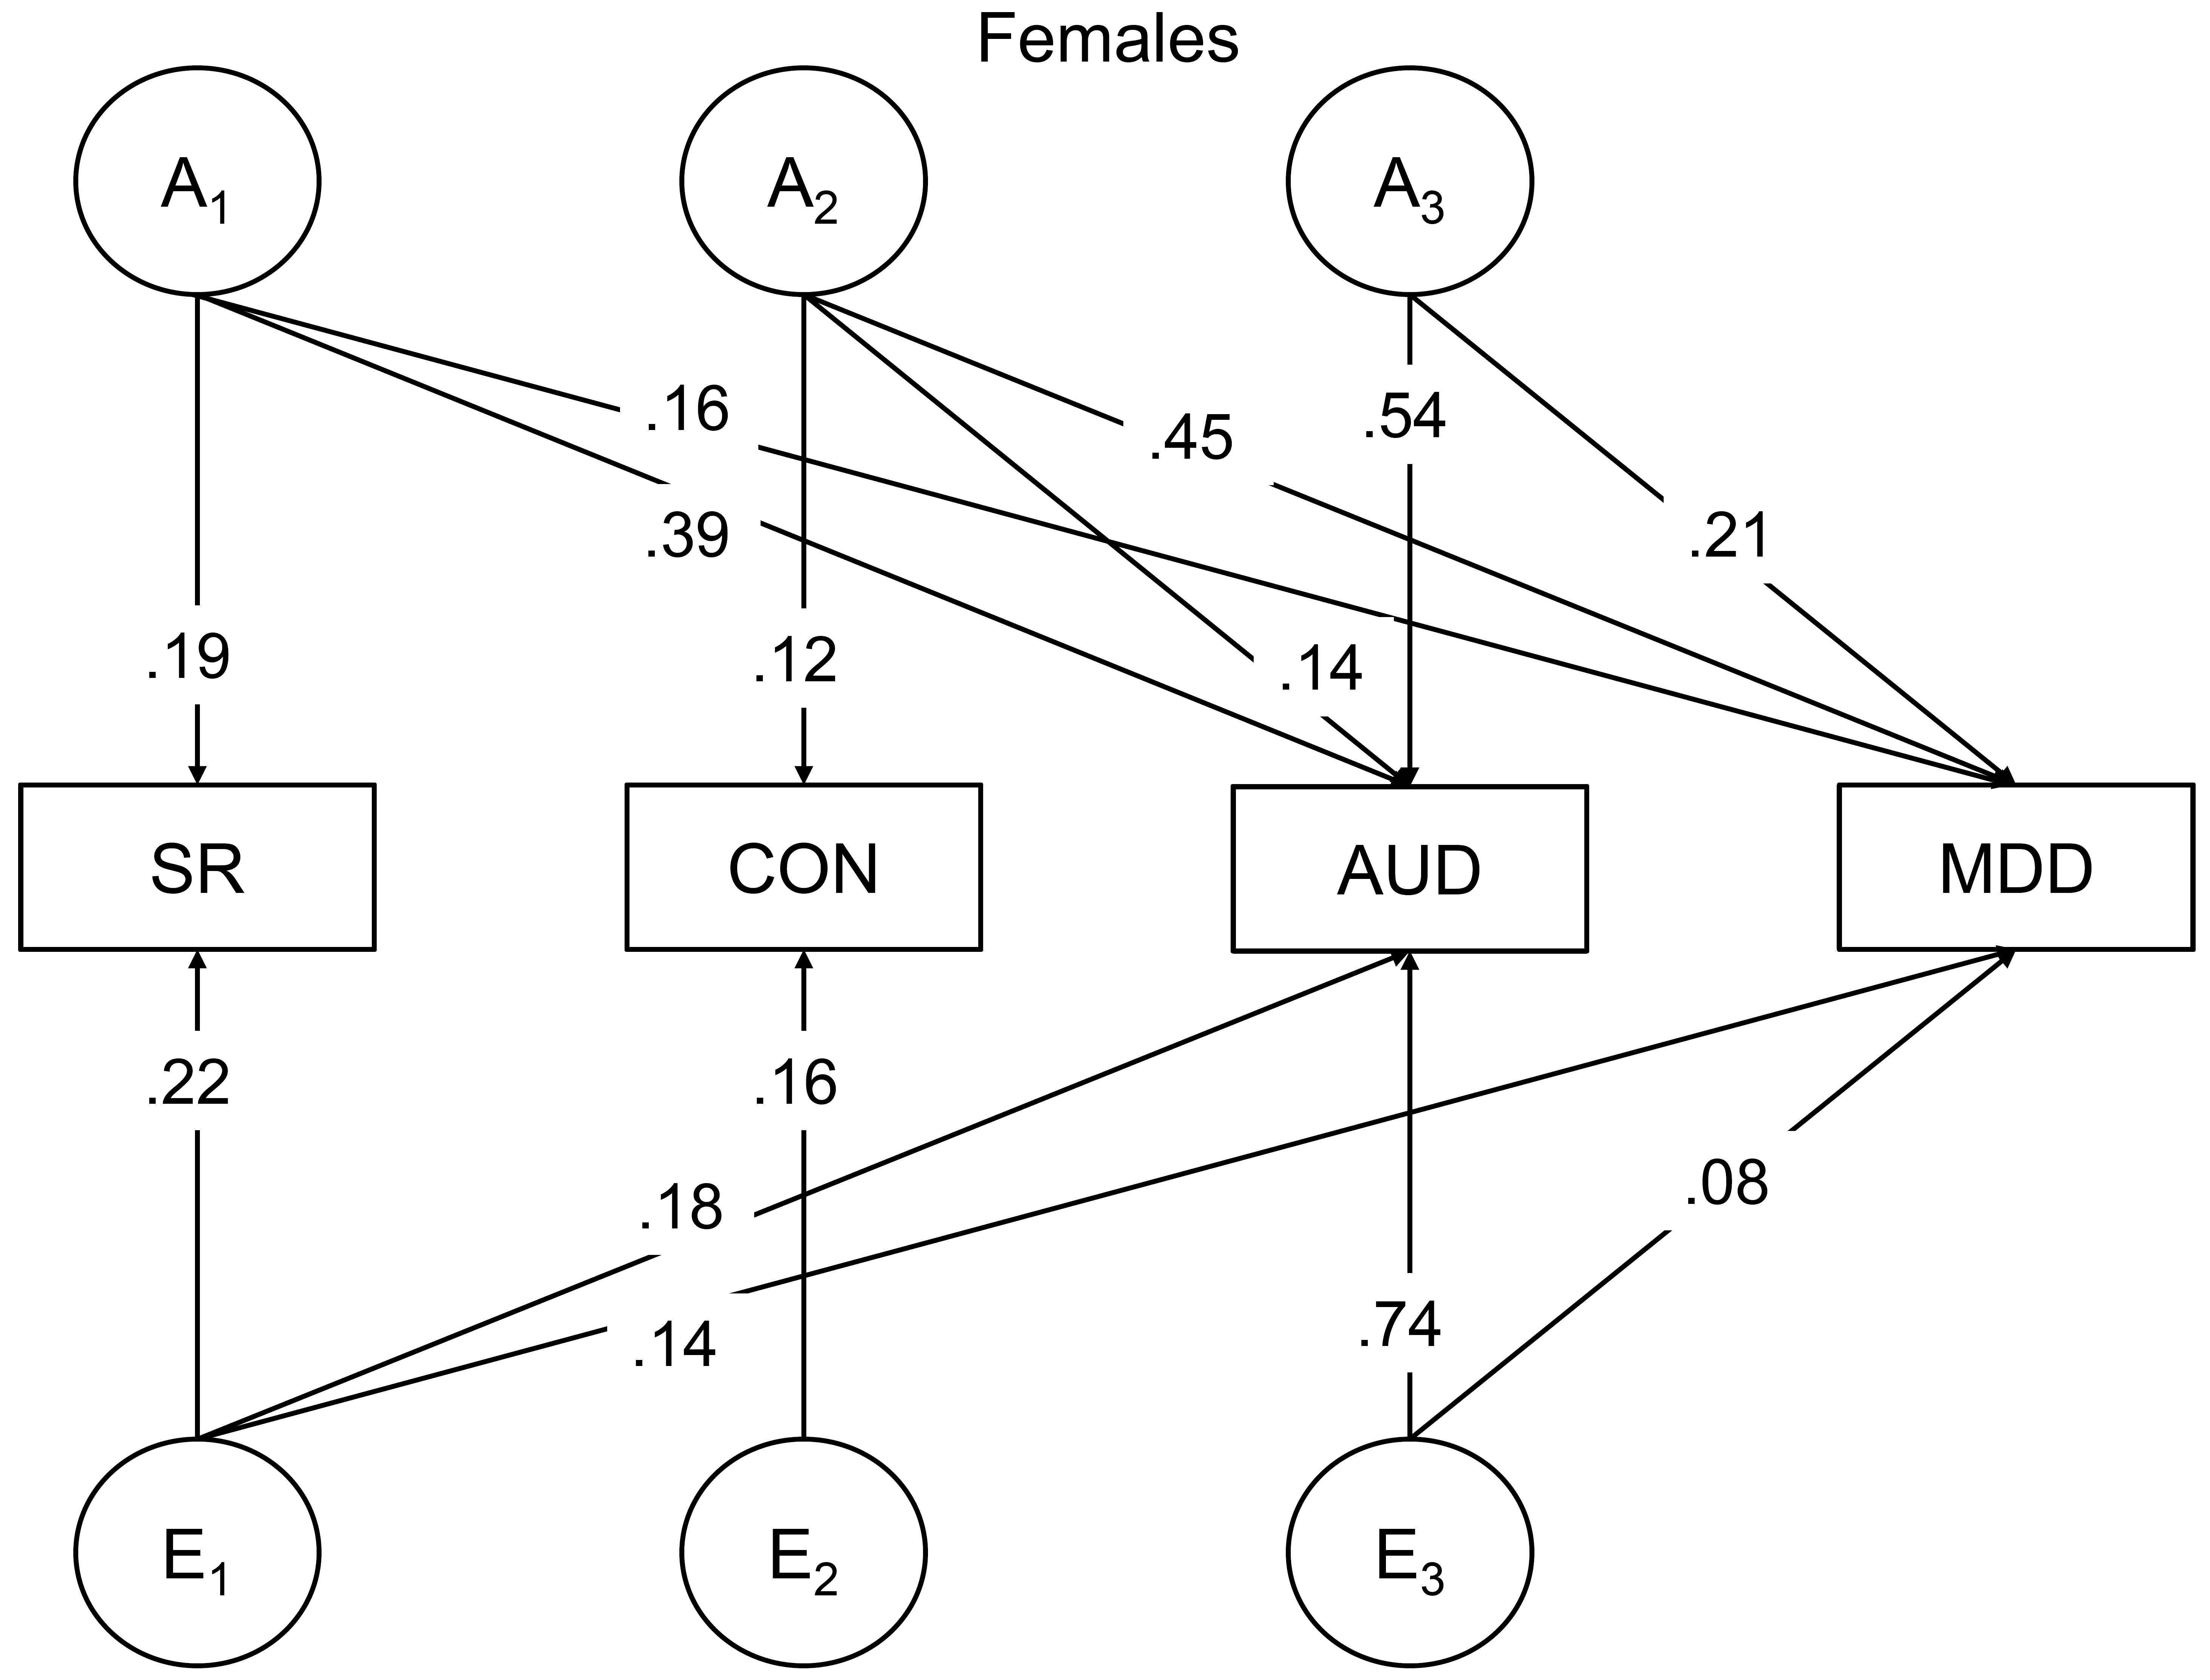 Females
A1
A2
A3
.16
.45
.54
.39
.21
.19
.12
.14
SR
CON
AUD
MDD
.22
.16
.18
.08
.14
.74
E1
E2
E3